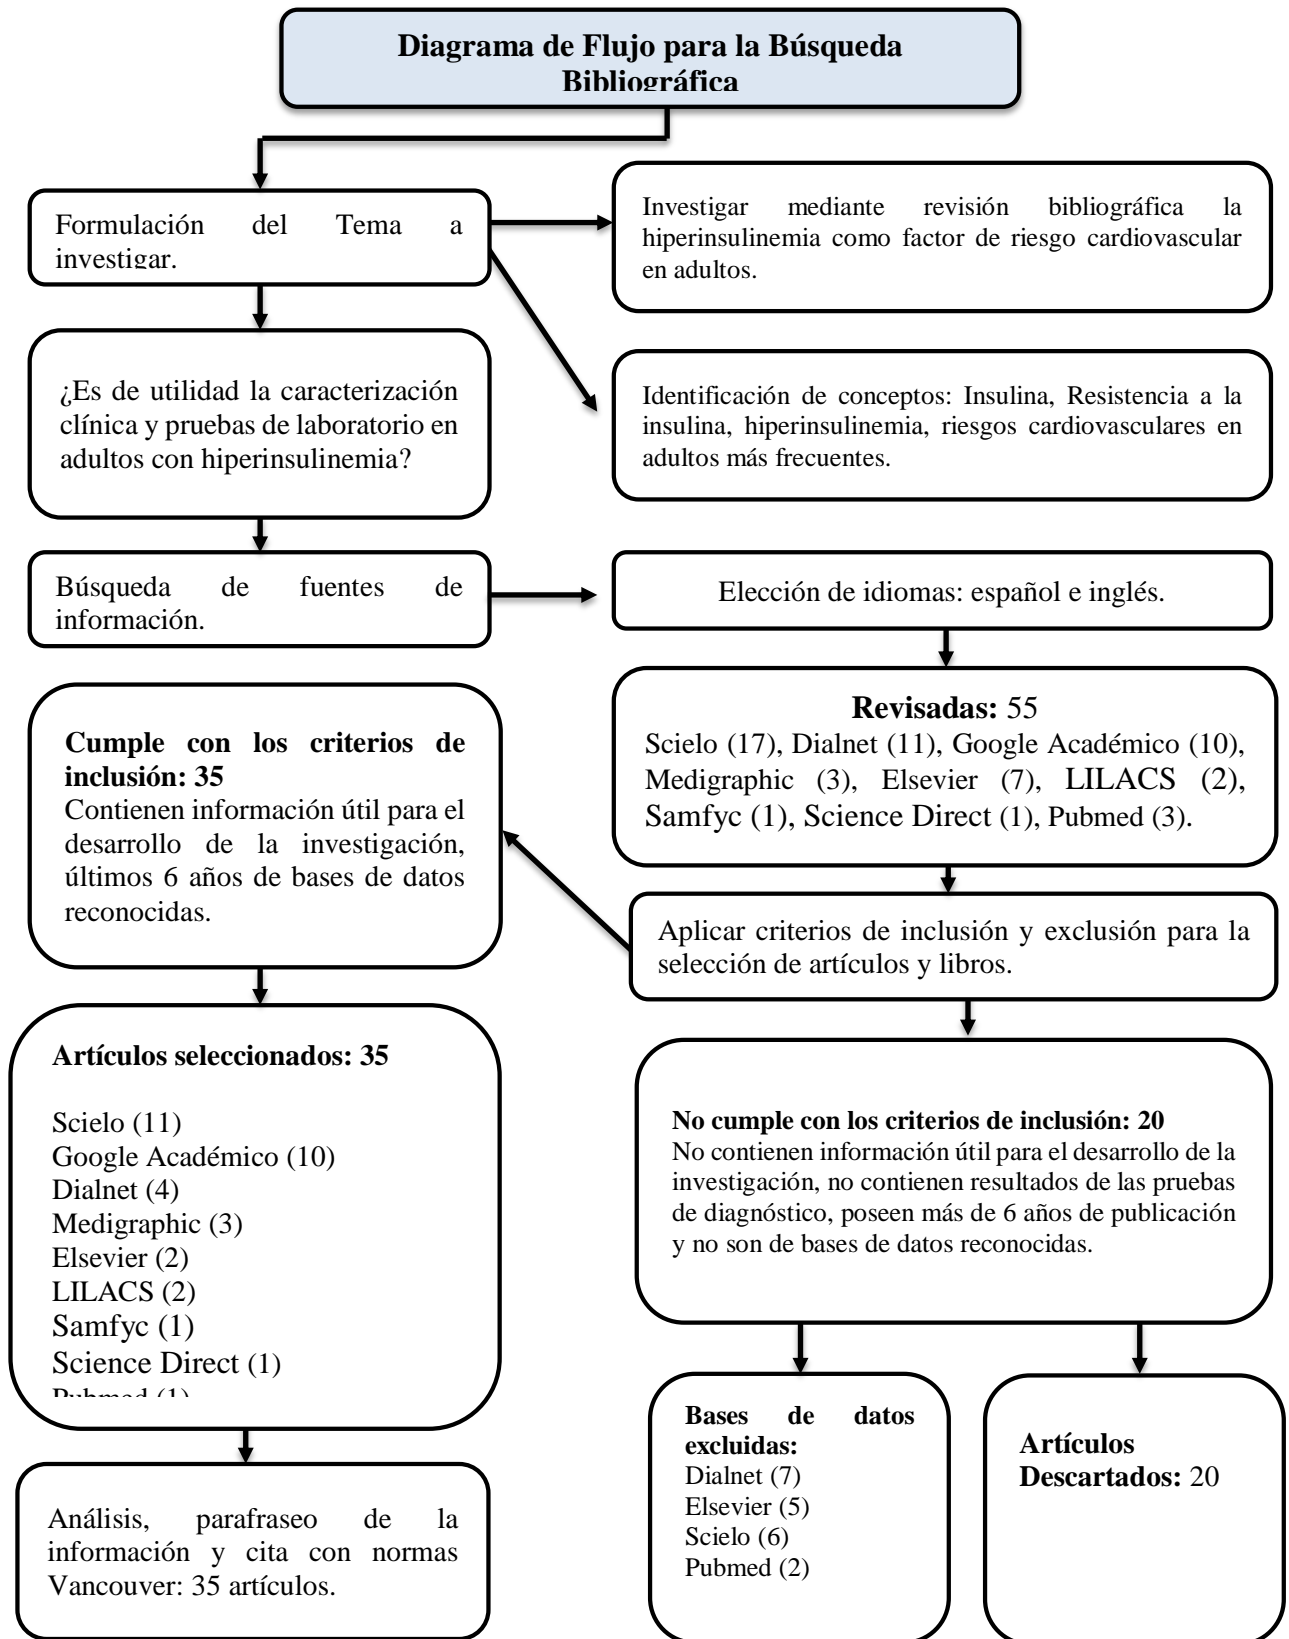 Diagrama de Flujo para la Búsqueda
Bibliográfica
Formulación del Tema a
investigar.
Investigar mediante revisión bibliográfica la
hiperinsulinemia como factor de riesgo cardiovascular
en adultos.
¿Es de utilidad la caracterización
clínica y pruebas de laboratorio en
adultos con hiperinsulinemia?
Identificación de conceptos: Insulina, Resistencia a la
insulina, hiperinsulinemia, riesgos cardiovasculares en
adultos más frecuentes.
Búsqueda de fuentes de
información.
Elección de idiomas: español e inglés.
Revisadas: 55
Scielo (17), Dialnet (11), Google Académico (10),
Medigraphic (3), Elsevier (7), LILACS (2),
Samfyc (1), Science Direct (1), Pubmed (3).
Cumple con los criterios de
inclusión: 35
Contienen información útil para el
desarrollo de la investigación,
últimos 6 años de bases de datos
reconocidas.
Aplicar criterios de inclusión y exclusión para la
selección de artículos y libros.
Artículos seleccionados: 35
Scielo (11)
Google Académico (10)
Dialnet (4)
Medigraphic (3)
Elsevier (2)
LILACS (2)
Samfyc (1)
Science Direct (1)
Pubmed (1)
No cumple con los criterios de inclusión: 20
No contienen información útil para el desarrollo de la
investigación, no contienen resultados de las pruebas
de diagnóstico, poseen más de 6 años de publicación
y no son de bases de datos reconocidas.
Bases de datos
excluidas:
Dialnet (7)
Elsevier (5)
Scielo (6)
Pubmed (2)
Artículos
Descartados: 20
Análisis, parafraseo de la
información y cita con normas
Vancouver: 35 artículos.